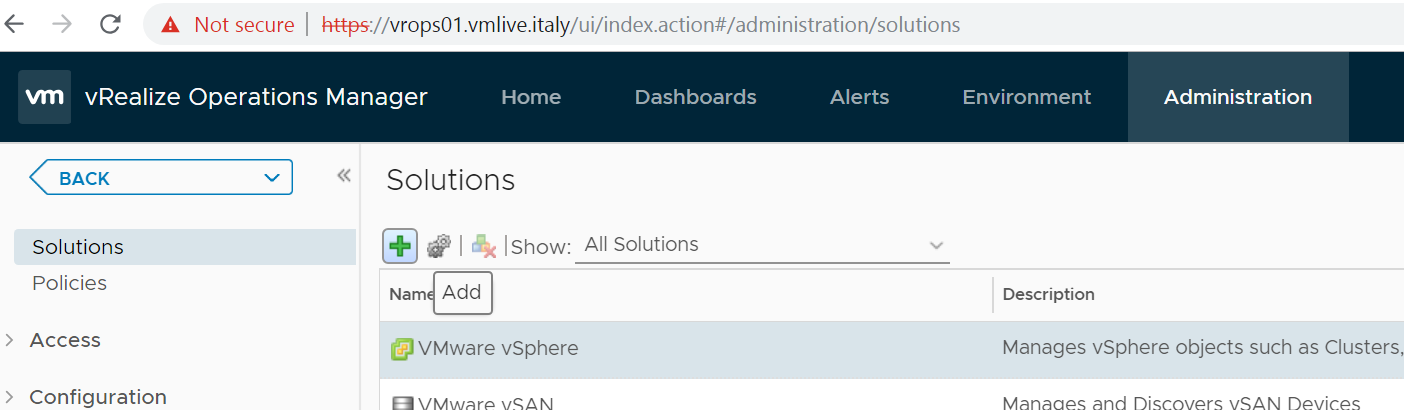 Not secure | https://vrops01.vmlive.italy/ui/index.action#/administration/solutions
vm vRealize Operations Manager Home Dashboards Alerts Environment Administration
BACK
Solutions
Policies
Access
Configuration
Solutions
Show: All Solutions
Name Description
Add
VMware vSphere Manages vSphere objects such as Clusters,
VMware vSAN Manages and Discovers vSAN Devices